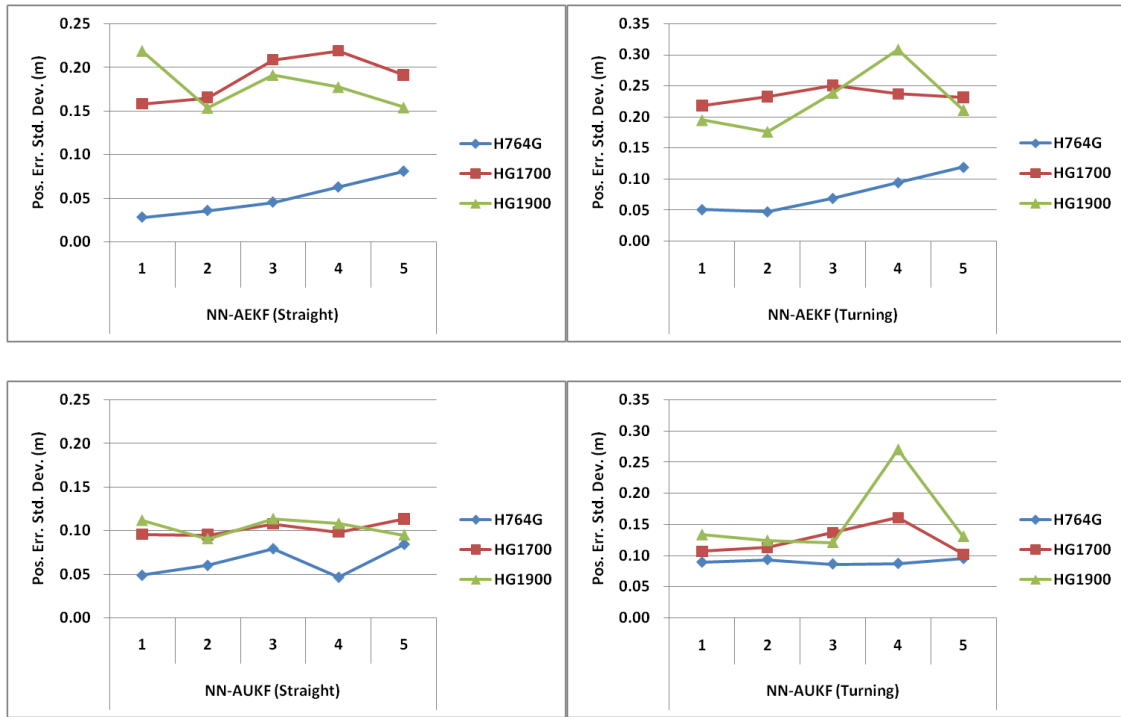 0.25
0.20
0.15
0.10
0.05
0.00
Pos. Err. Std. Dev. (m)
H764G
HG1700
HG1900
1 2 3 4 5
NN-AEKF (Straight)
0.35
0.30
0.25
0.20
0.15
0.10
0.05
0.00
Pos. Err. Std. Dev. (m)
H764G
HG1700
HG1900
1 2 3 4 5
NN-AEKF (Turning)
0.25
0.20
0.15
0.10
0.05
0.00
Pos. Err. Std. Dev. (m)
H764G
HG1700
HG1900
1 2 3 4 5
NN-AUKF (Straight)
0.35
0.30
0.25
0.20
0.15
0.10
0.05
0.00
Pos. Err. Std. Dev. (m)
H764G
HG1700
HG1900
1 2 3 4 5
NN-AUKF (Turning)